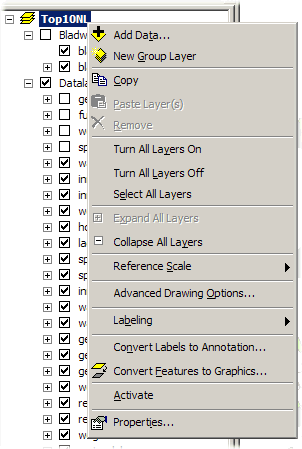 Top10NL
Bladw
bl
bl
Datala
ge
fu
w
sp
we
in
in
we
ho
la
sp
sp
in
w
w
ge
ge
ge
w
re
re
Add Data...
New Group Layer
Copy
Paste Layer(s)
Remove
Turn All Layers On
Turn All Layers Off
Select All Layers
Expand All Layers
Collapse All Layers
Reference Scale
Advanced Drawing Options...
Labeling
Convert Labels to Annotation...
Convert Features to Graphics...
Activate
Properties...